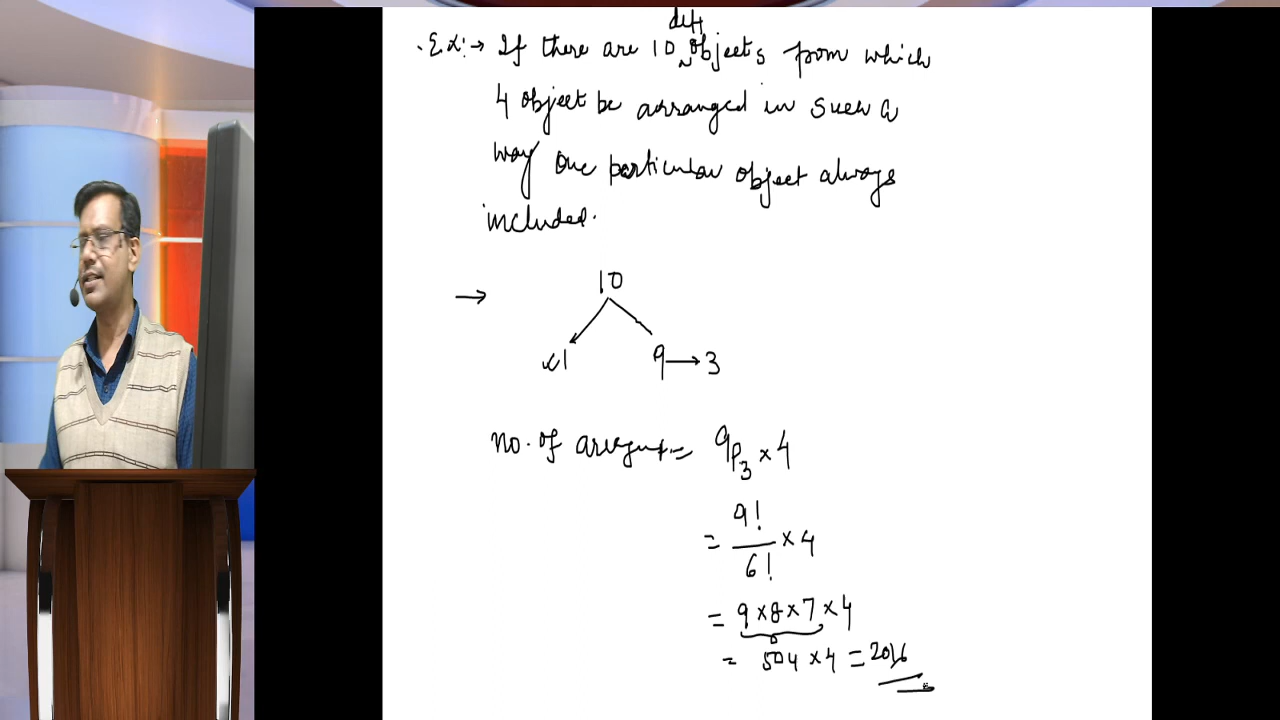 diff
.Ex:→ If there are 10 objects from which
4 object be arranged in such a
way one particular object always
included.
→ 10
1 9→3
no. of = 9P3 × 4
= 9!/6! × 4
= 9×8×7×4
= 504 × 4 = 2016